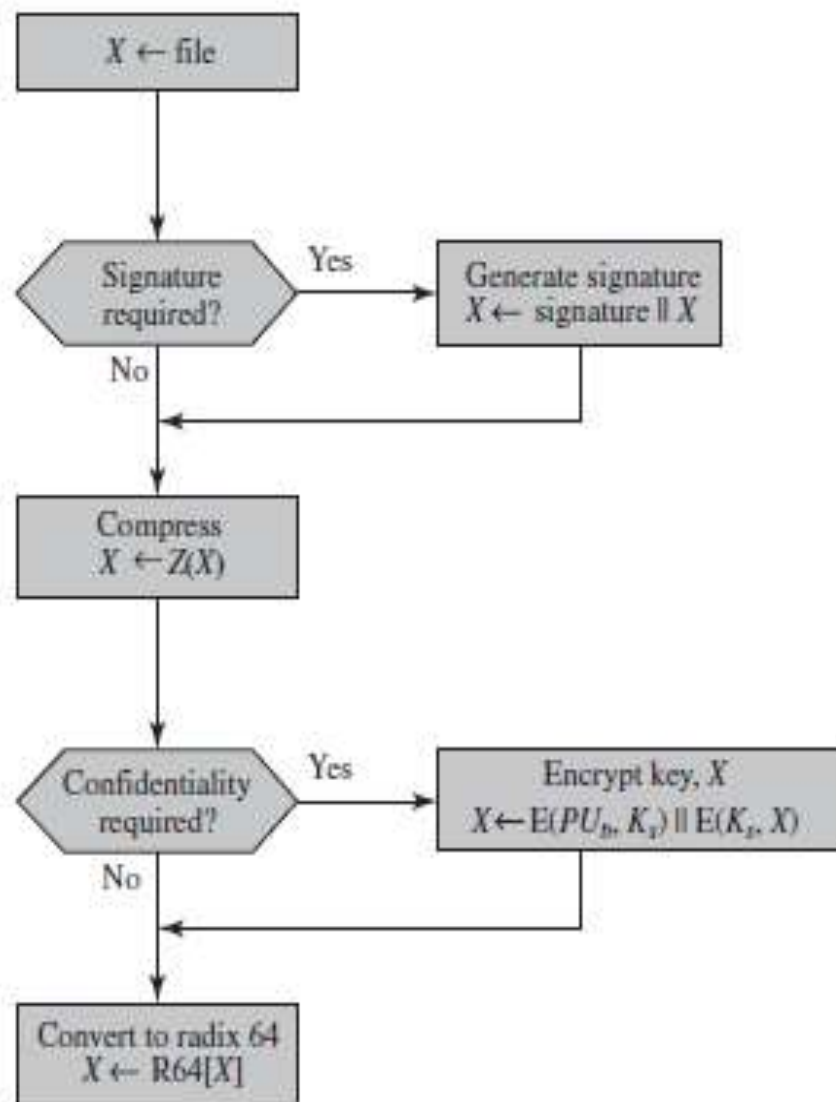 X ← file
Signature
required?
Yes
Generate signature
X ← signature || X
No
Compress
X ← Z(X)
Confidentiality
required?
Yes
Encrypt key, X
X ← E(PU_b, K_s) || E(K_s, X)
No
Convert to radix 64
X ← R64[X]